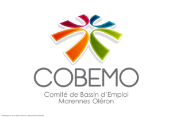 COBEMO
Comité de Bassin d'Emploi
Marennes Oléron